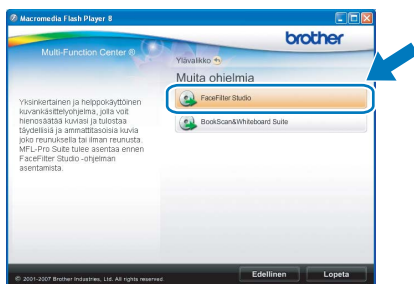 Macromedia Flash Player 8
brother
Multi-Function Center ®
Ylävalikko
Muita ohjelmia
FaceFilter Studio
BookScan&Whiteboard Suite
Yksinkertainen ja helppokäyttöinen
kuvankäsittelyohjelma, jolla voit
hienosäätää kuviasi ja tulostaa
täydellisiä ja ammattitasoisia kuvia
joko reunuksella tai ilman reunusta.
MFL-Pro Suite tulee asentaa ennen
FaceFilter Studio -ohjelman
asentamista.
© 2001-2007 Brother Industries, Ltd. All rights reserved.
Edellinen
Lopeta